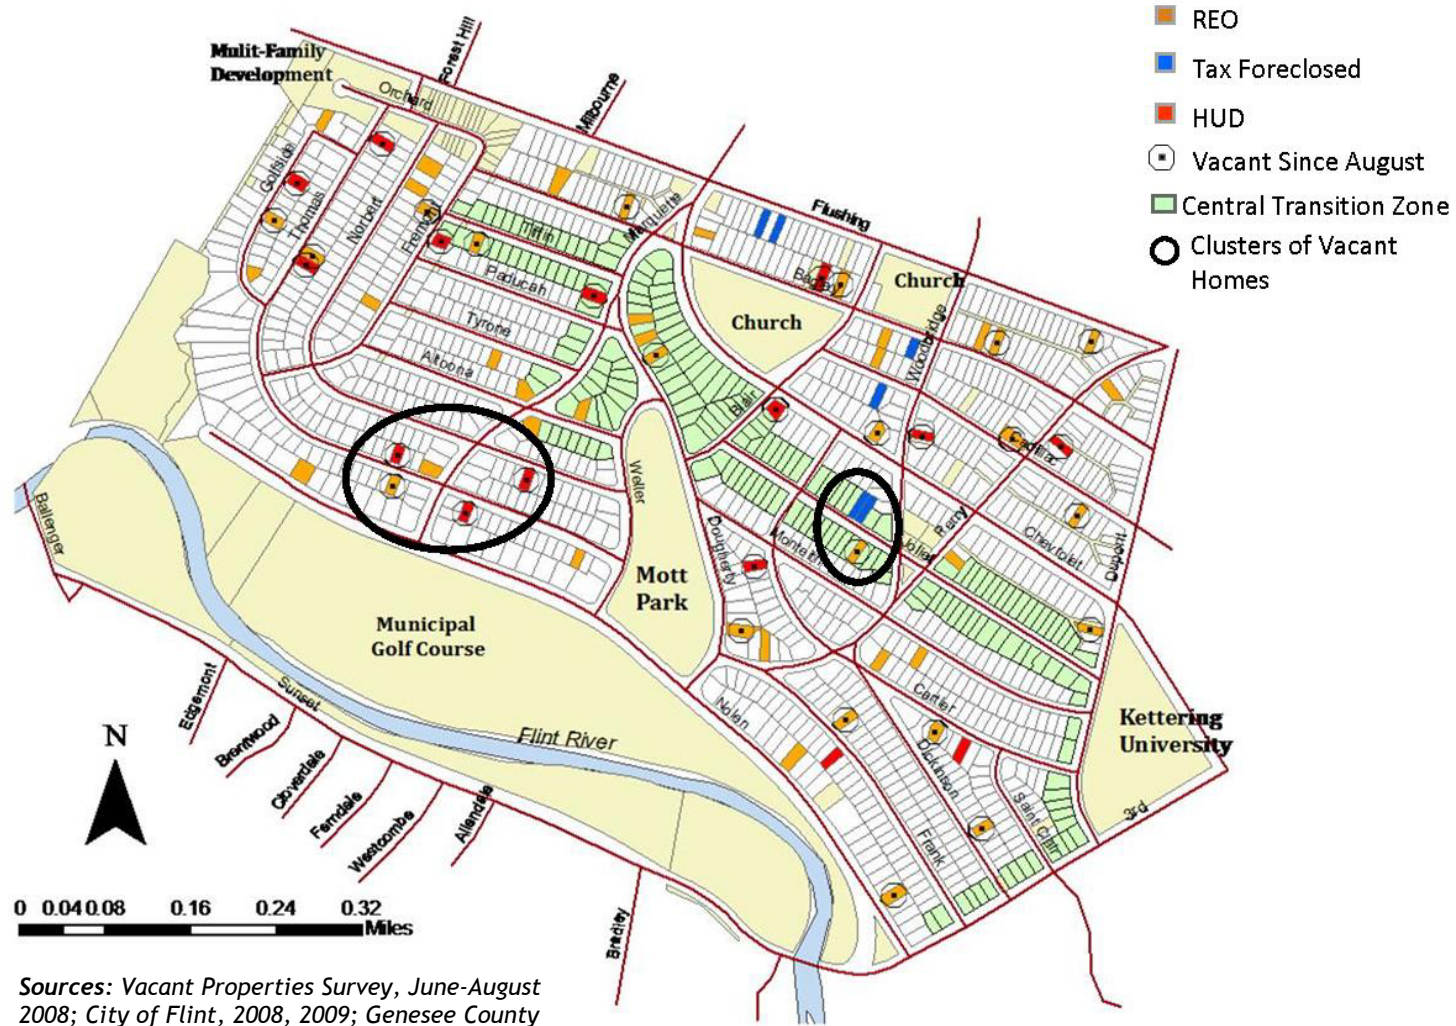 REO
Tax Foreclosed
HUD
Vacant Since August
Central Transition Zone
Clusters of Vacant
Homes
Mulit-Family
Development
Forest Hill
Milbourne
Orchard
Flushing
Golfside
Thomas
Norbert
Fremont
Tiffin
Marquette
Paducah
Tyrone
Altoona
Church
Church
Woodbridge
Blair
Cadillac
Weller
Dougherty
Monteith
Joliet
Perry
Chevrolet
Dupont
Ballenger
Mott
Park
Municipal
Golf Course
Edgemont
Sunset
Brentwood
Cloverdale
Ferndale
Westcombe
Allendale
Flint River
Nolen
Cartier
Dickinson
Frank
Saint Clair
3rd
Kettering
University
Bradley
N
0 0.04 0.08 0.16 0.24 0.32
Miles
Sources: Vacant Properties Survey, June-August
2008; City of Flint, 2008, 2009; Genesee County